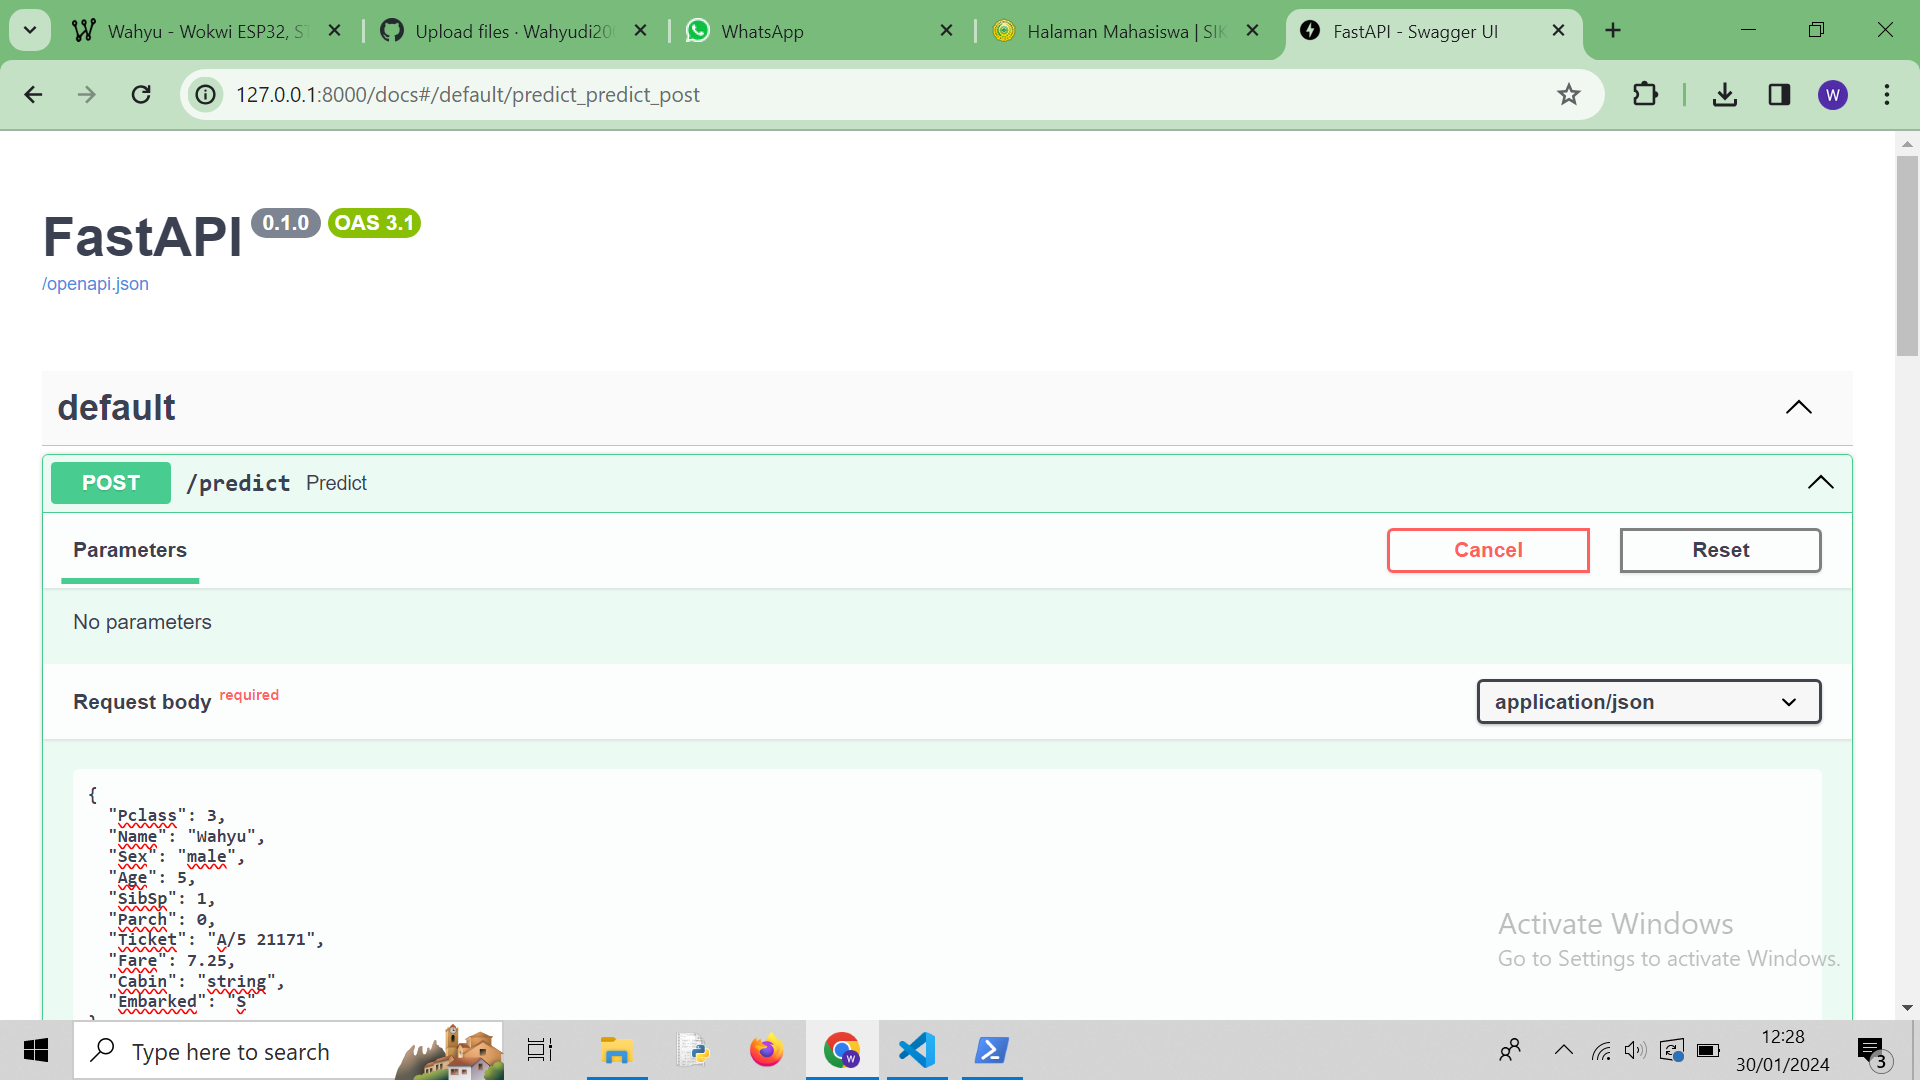 Wahyu - Wokwi ESP32, ST
Upload files · Wahyudi200
WhatsApp
Halaman Mahasiswa | SIK
FastAPI - Swagger UI
127.0.0.1:8000/docs#/default/predict_predict_post
W
FastAPI 0.1.0 OAS 3.1
/openapi.json
default
POST /predict Predict
Parameters
Cancel
Reset
No parameters
Request body required
application/json
{
"Pclass": 3,
"Name": "Wahyu",
"Sex": "male",
"Age": 5,
"SibSp": 1,
"Parch": 0,
"Ticket": "A/5 21171",
"Fare": 7.25,
"Cabin": "string",
"Embarked": "S"
}
Activate Windows
Go to Settings to activate Windows.
Type here to search
W
12:28
30/01/2024
3